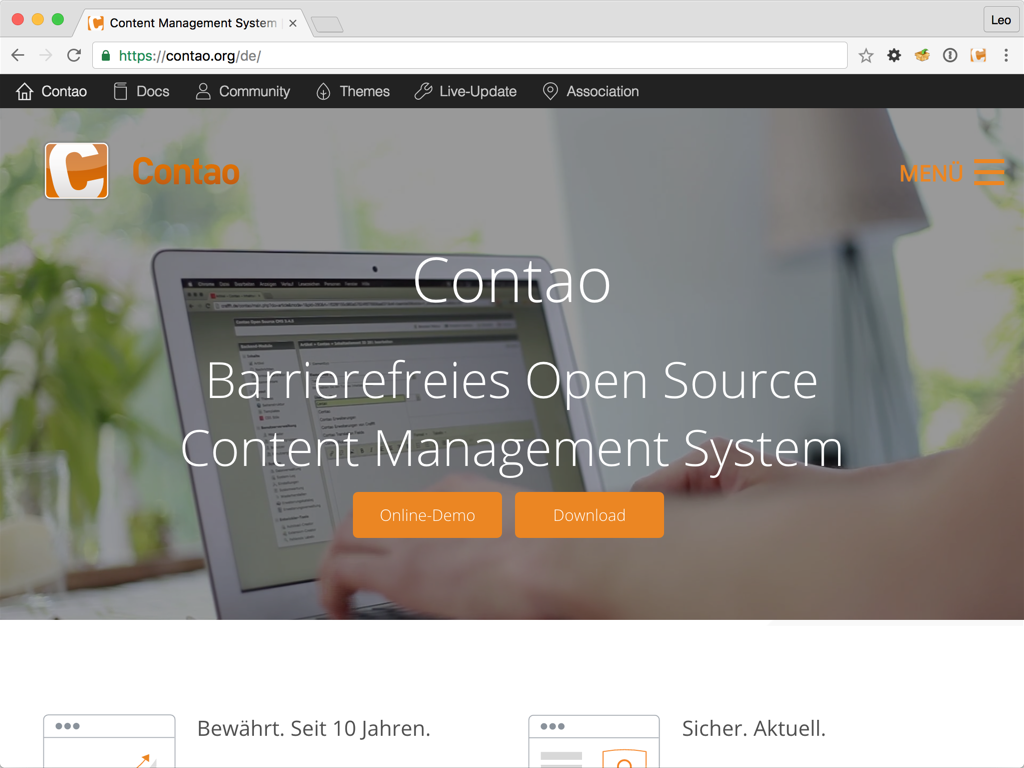 Content Management System
Leo
https://contao.org/de/
Contao
Docs
Community
Themes
Live-Update
Association
Contao
MENÜ
Contao
Barrierefreies Open Source
Content Management System
Online-Demo
Download
Bewährt. Seit 10 Jahren.
Sicher. Aktuell.